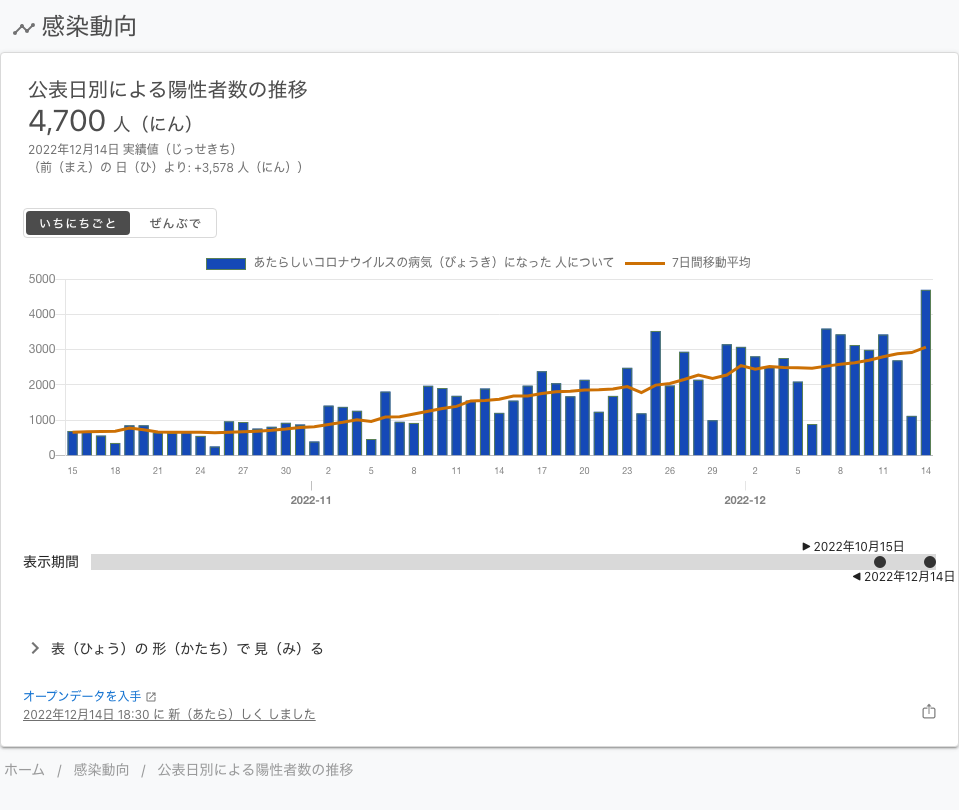 感染動向
公表日別による陽性者数の推移
4,700 人（にん）
2022年12月14日 実績値（じっせきち）
（前（まえ）の 日（ひ）より: +3,578 人（にん））
いちにちごと ぜんぶで
あたらしいコロナウイルスの病気（びょうき）になった 人について 7日間移動平均
5000
4000
3000
2000
1000
0
15 18 21 24 27 30 2 5 8 11 14 17 20 23 26 29 2 5 8 11 14
2022-11 2022-12
▶ 2022年10月15日
表示期間
◀ 2022年12月14日
表（ひょう）の 形（かたち）で 見（み）る
オープンデータを入手
2022年12月14日 18:30 に 新（あたら）しく しました
ホーム / 感染動向 / 公表日別による陽性者数の推移